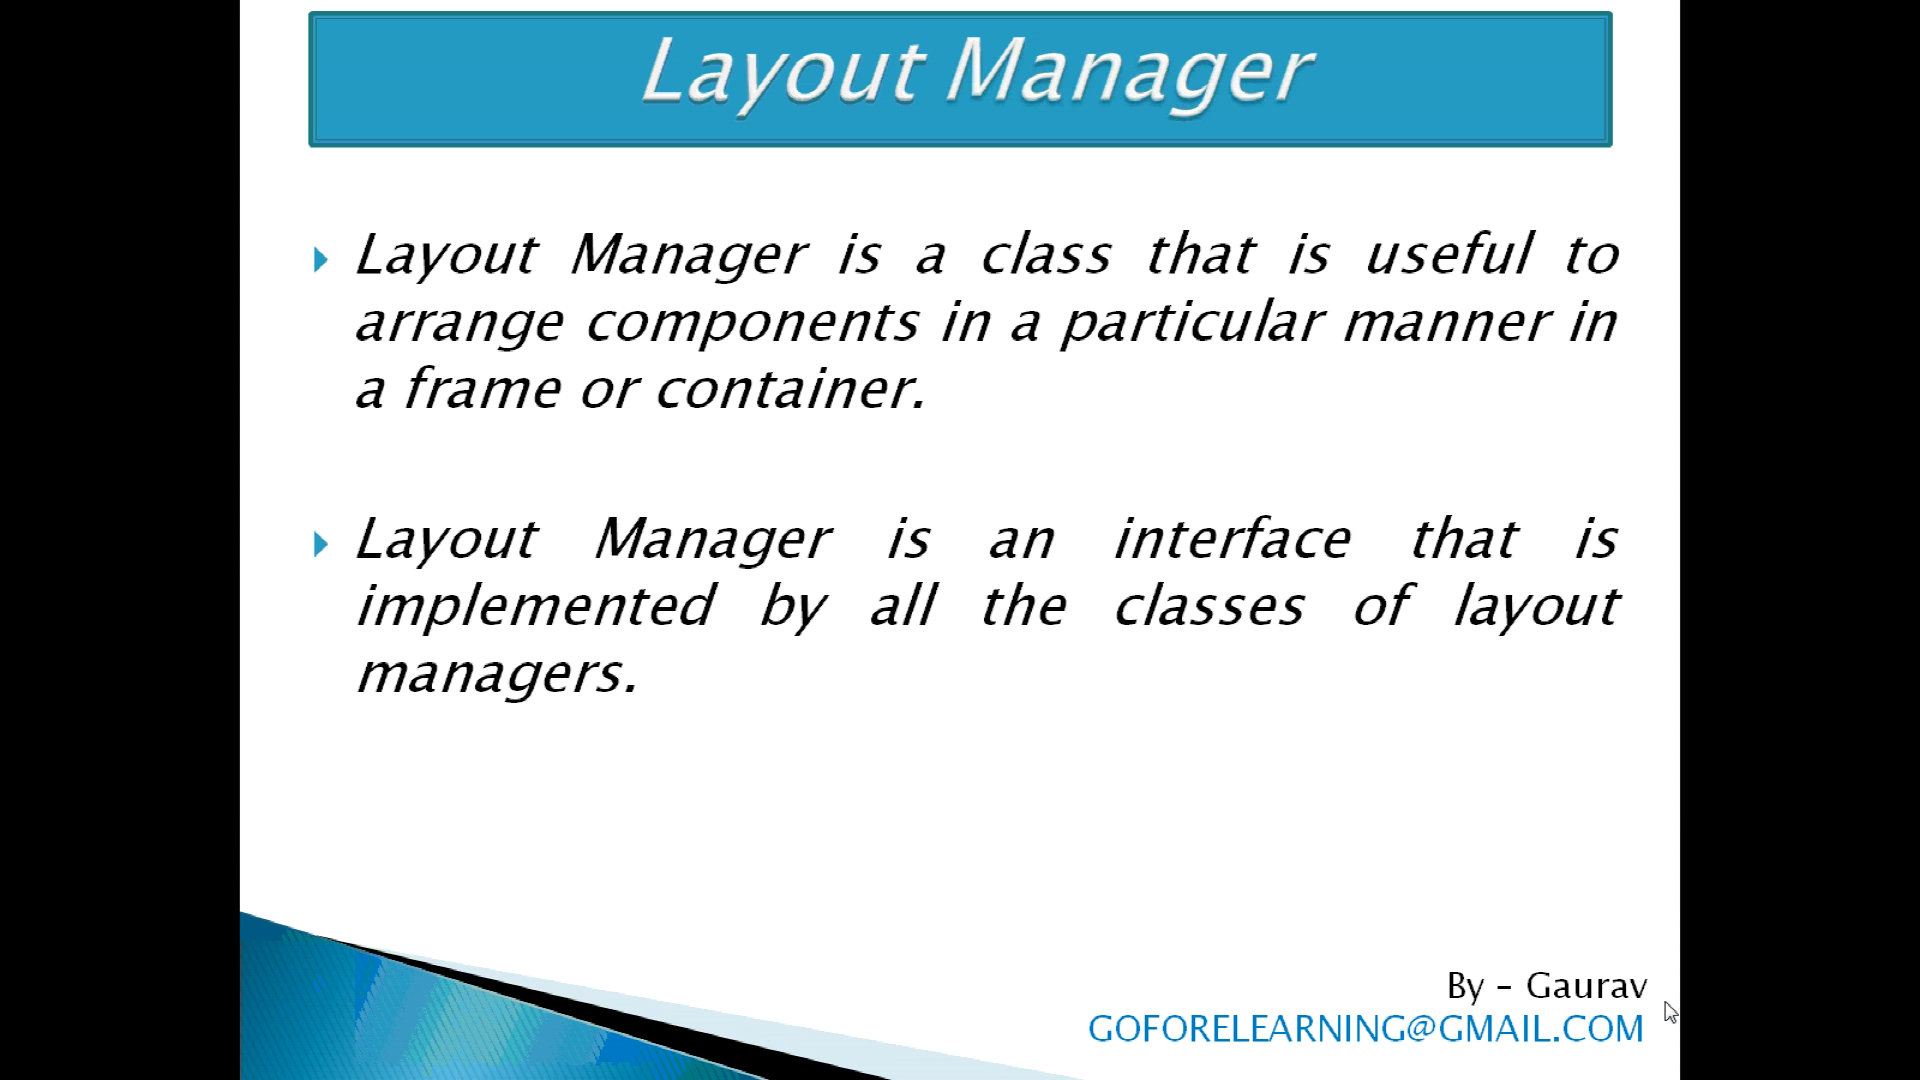 Layout Manager
Layout Manager is a class that is useful to
arrange components in a particular manner in
a frame or container.
Layout Manager is an interface that is
implemented by all the classes of layout
managers.
By - Gaurav
GOFORELEARNING@GMAIL.COM